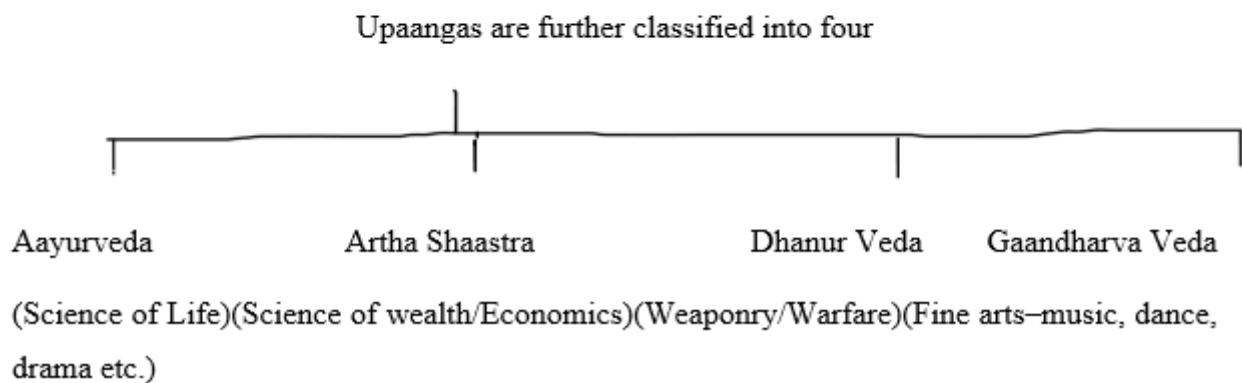 Upaangas are further classified into four
Aayurveda Artha Shaastra Dhanur Veda Gaandharva Veda
(Science of Life)(Science of wealth/Economics)(Weaponry/Warfare)(Fine arts–music, dance,
drama etc.)